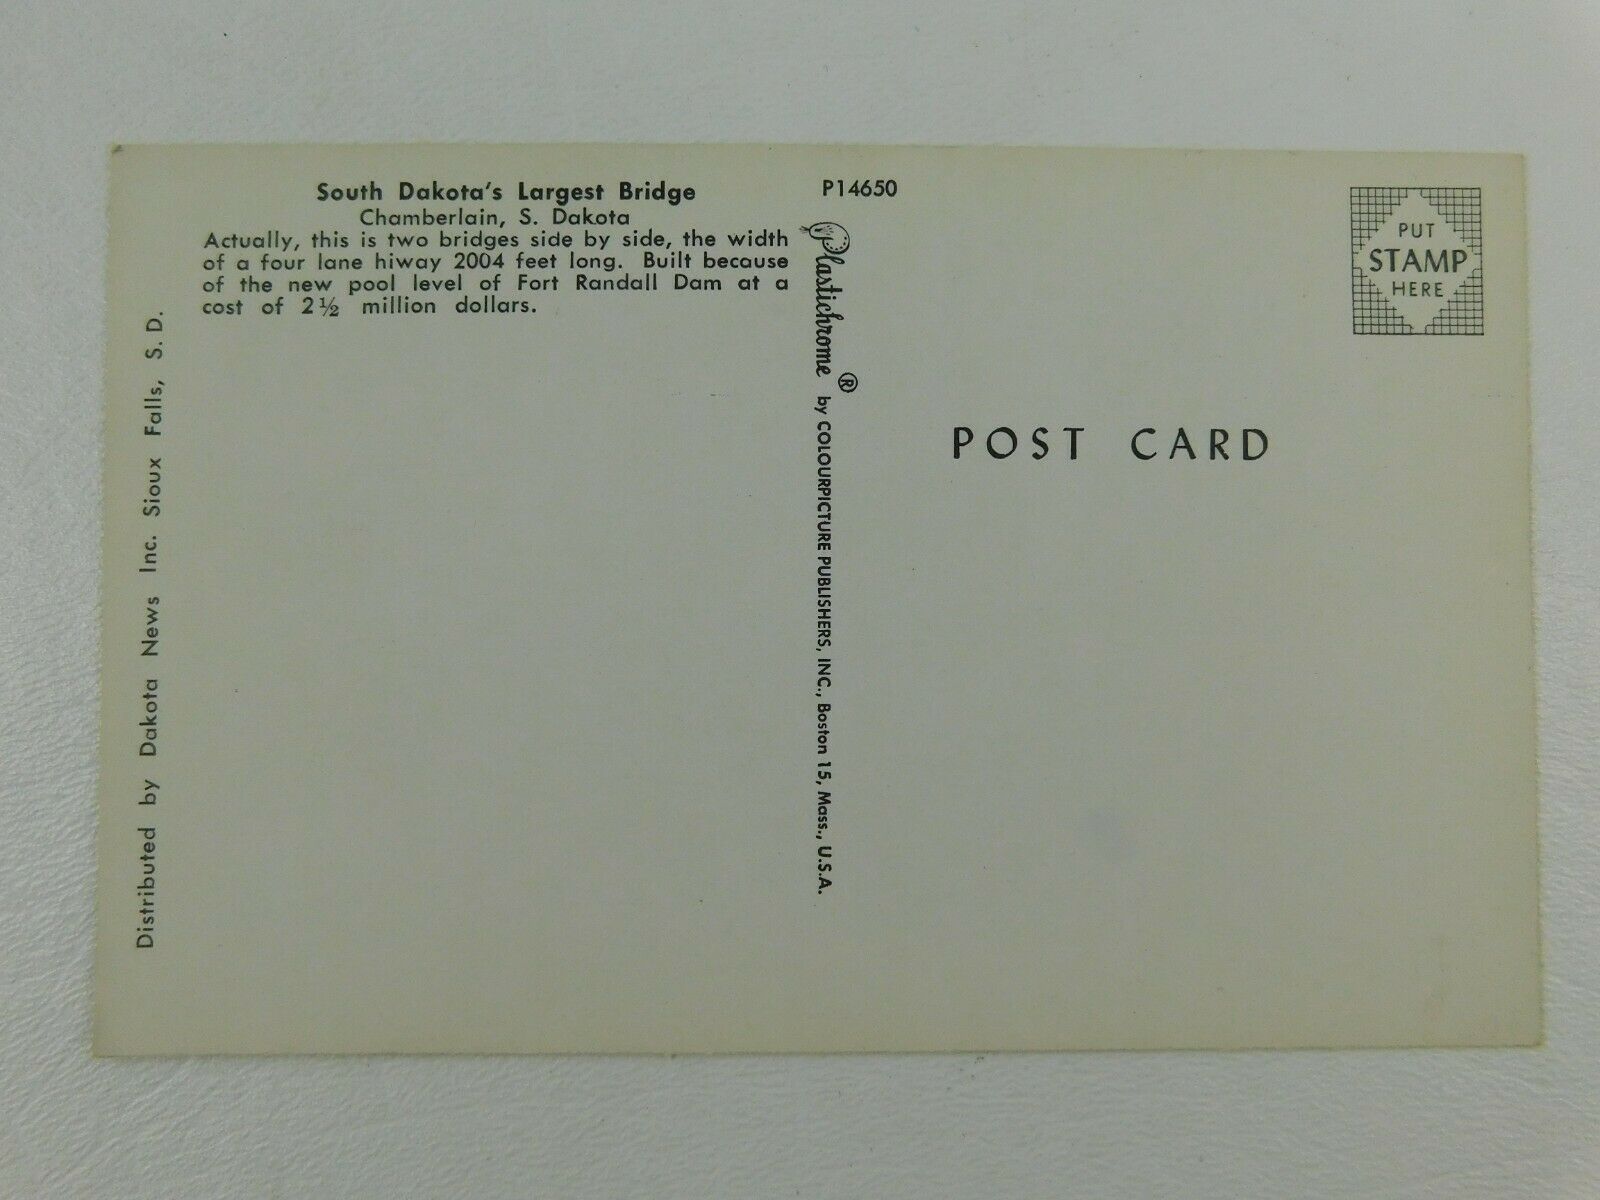 South Dakota's Largest Bridge
Chamberlain, S. Dakota
Actually, this is two bridges side by side, the width
of a four lane hiway 2004 feet long. Built because
of the new pool level of Fort Randall Dam at a
cost of 2½ million dollars.
Distributed by Dakota News Inc. Sioux Falls, S. D.
P14650
Plastichrome® by COLOURPICTURE PUBLISHERS, INC., Boston 15, Mass., U.S.A.
PUT
STAMP
HERE
POST CARD